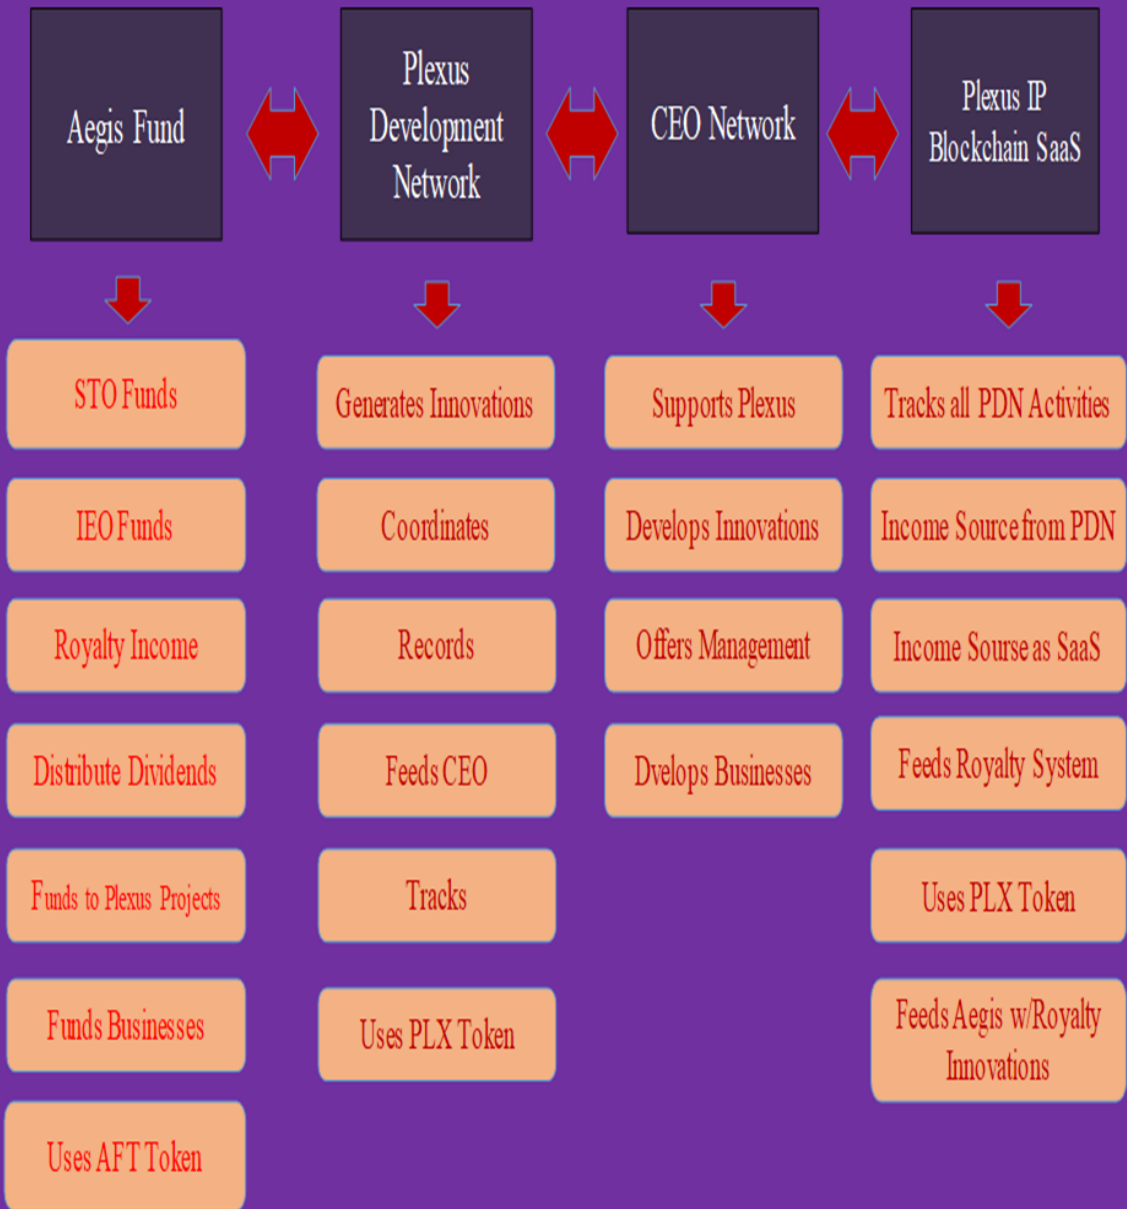 Aegis Fund
Plexus
Development
Network
CEO Network
Plexus IP
Blockchain SaaS
STO Funds
IEO Funds
Royalty Income
Distribute Dividends
Funds to Plexus Projects
Funds Businesses
Uses AFT Token
Generates Innovations
Coordinates
Records
Feeds CEO
Tracks
Uses PLX Token
Supports Plexus
Develops Innovations
Offers Management
Dvelops Businesses
Tracks all PDN Activities
Income Source from PDN
Income Sourse as SaaS
Feeds Royalty System
Uses PLX Token
Feeds Aegis w/Royalty
Innovations